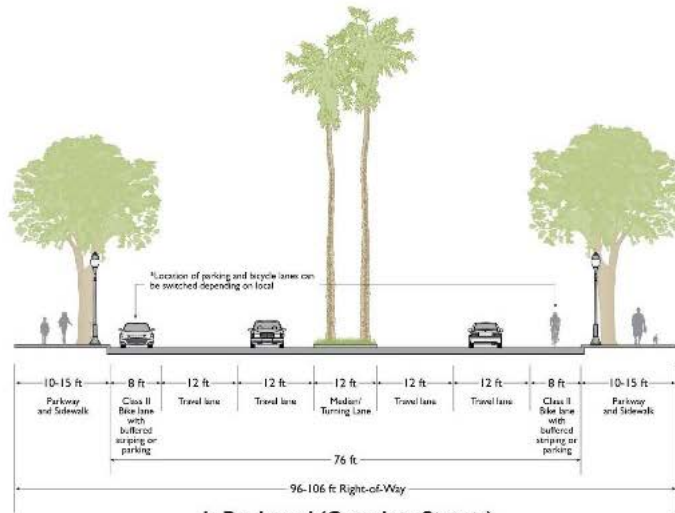 *Location of parking and bicycle lanes can
be switched depending on local
10-15 ft
8 ft
12 ft
12 ft
12 ft
12 ft
12 ft
8 ft
10-15 ft
Parkway
and Sidewalk
Class II
Bike lane
with
buffered
striping or
parking
Travel lane
Travel lane
Median/
Turning Lane
Travel lane
Travel lane
Class II
Bike lane
with
buffered
striping or
parking
Parkway
and Sidewalk
76 ft
96-106 ft Right-of-Way